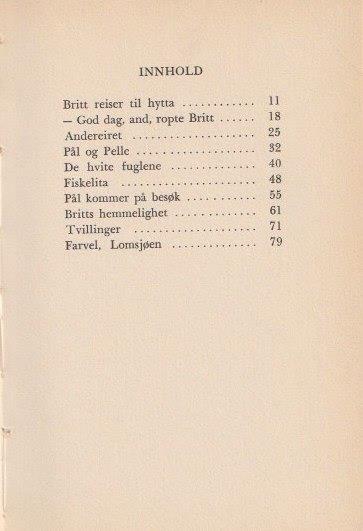 INNHOLD
Britt reiser til hytta ............ 11
— God dag, and, ropte Britt ...... 18
Andereiret .................... 25
Pål og Pelle .................. 32
De hvite fuglene .............. 40
Fiskelita ..................... 48
Pål kommer på besøk ........... 55
Britts hemmelighet ............. 61
Tvillinger ................... 71
Farvel, Lomsjøen .............. 79